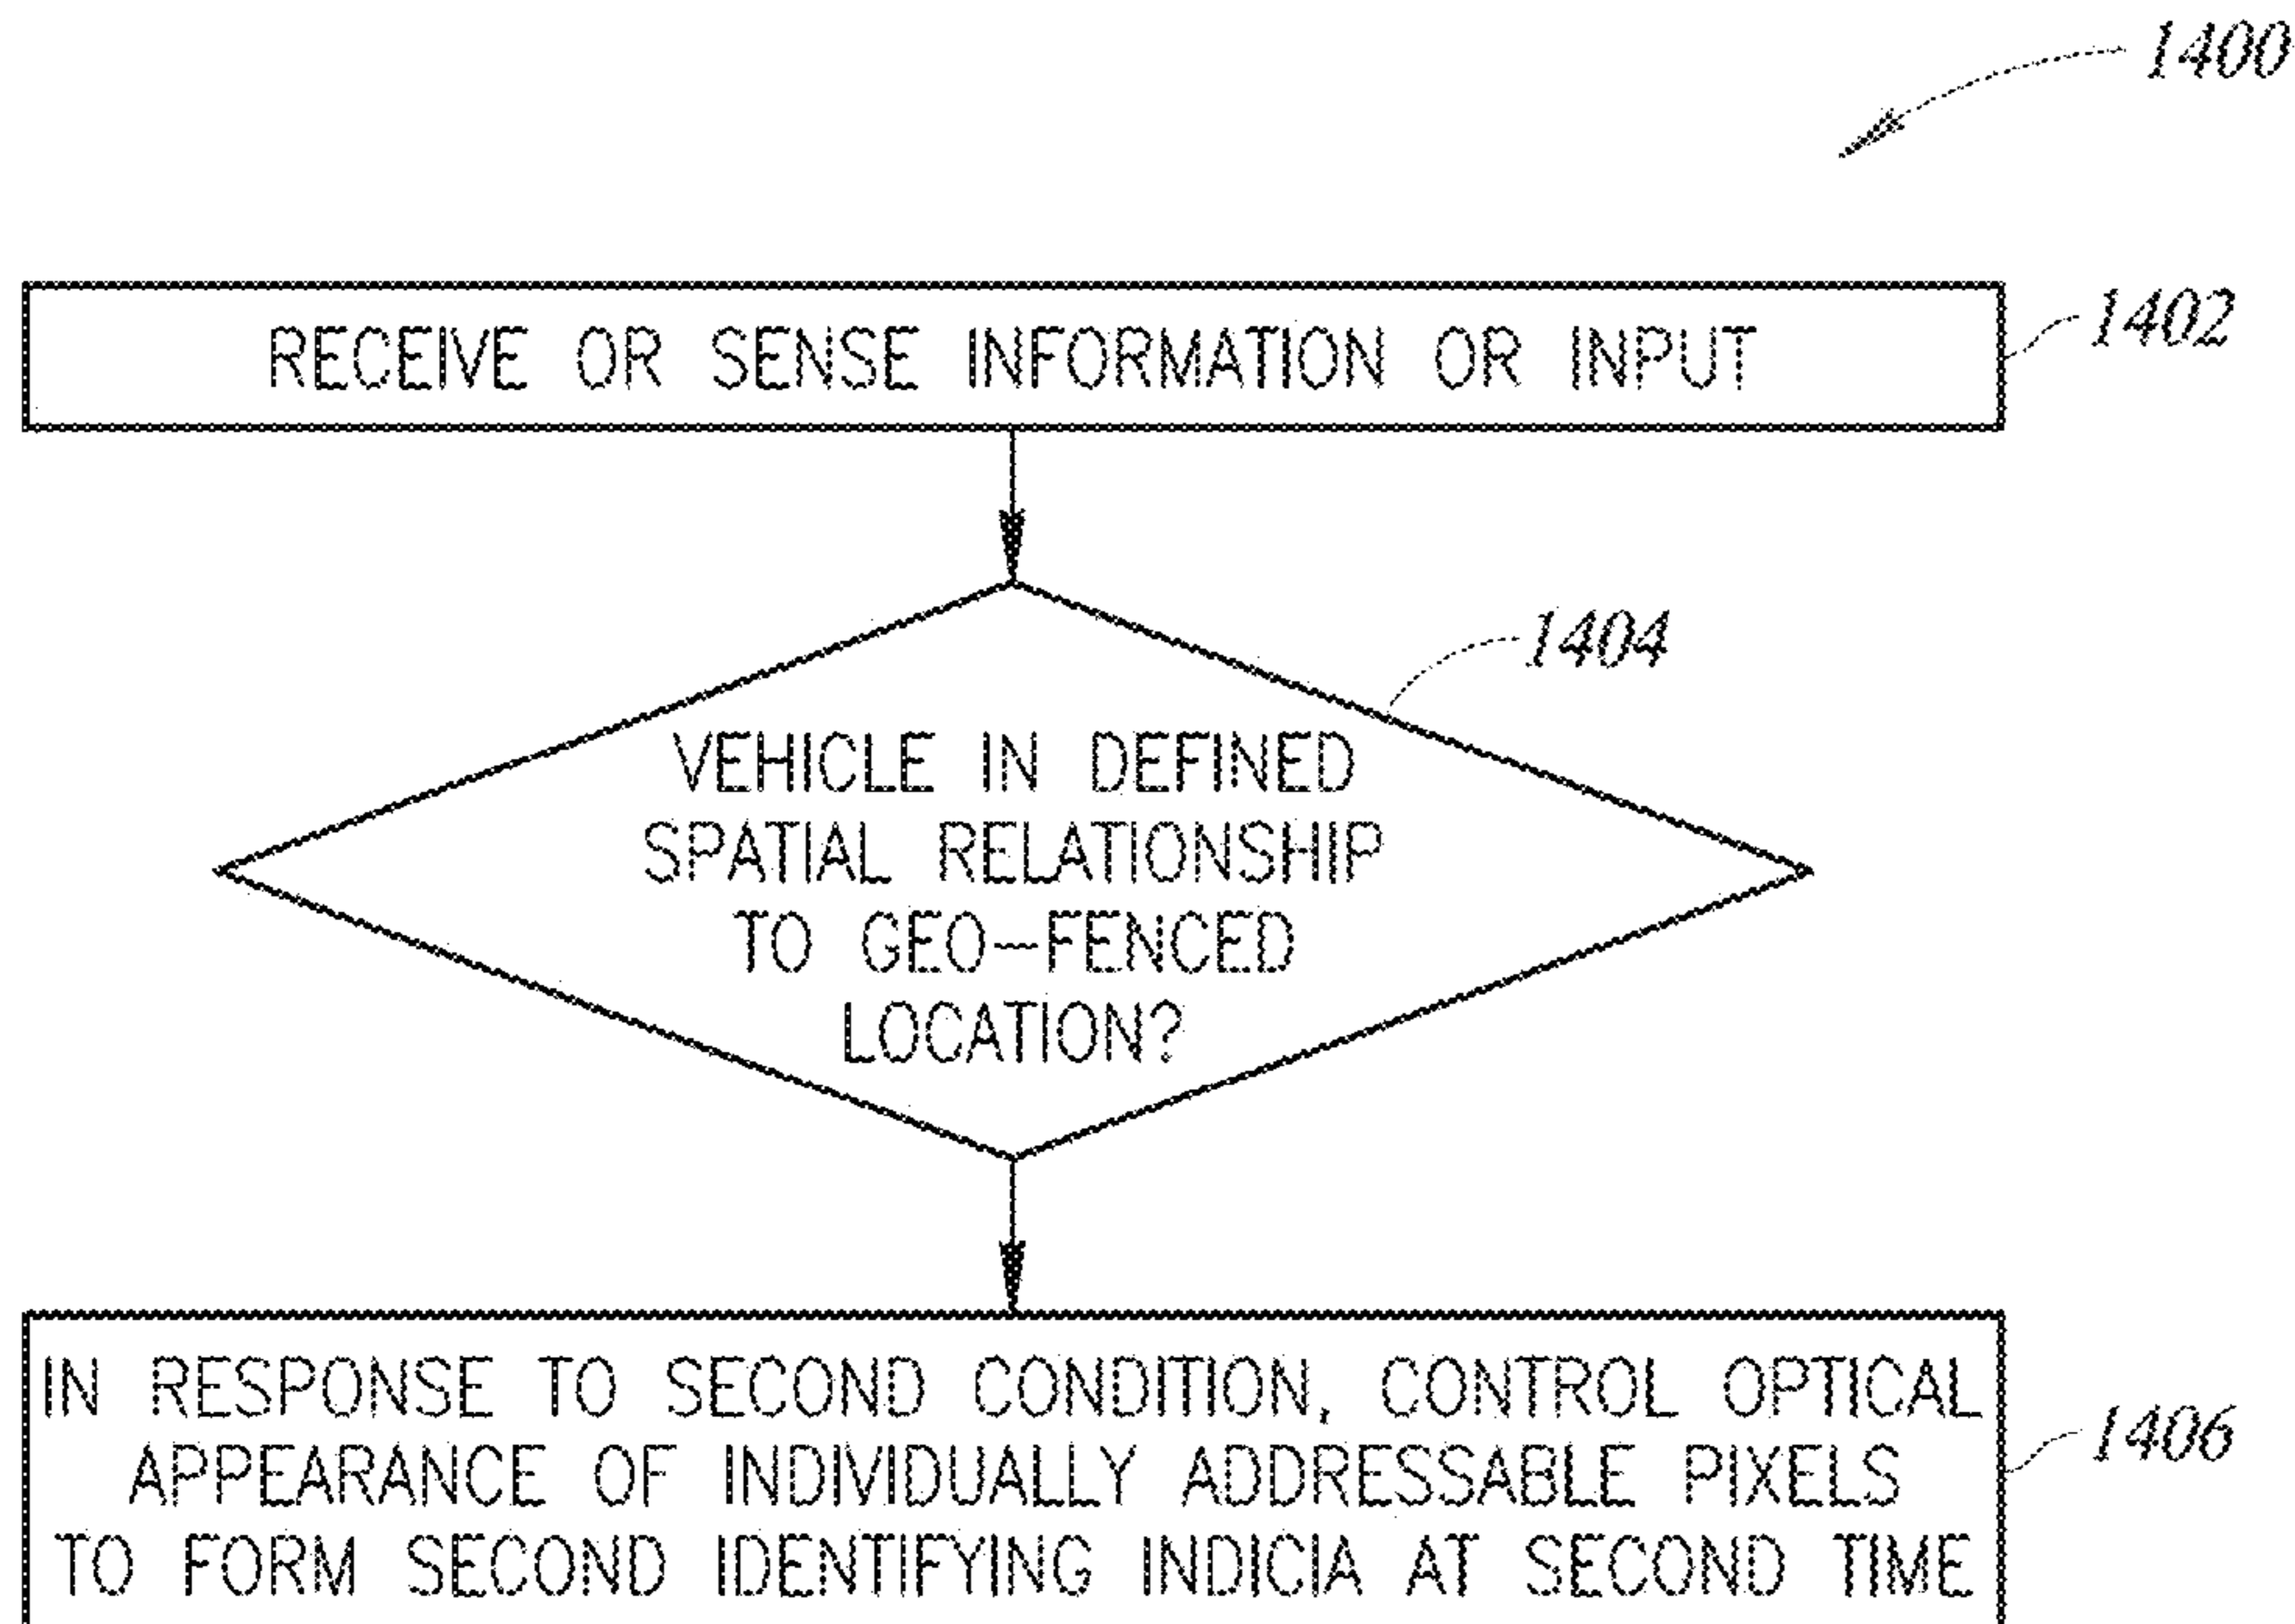 1400
RECEIVE OR SENSE INFORMATION OR INPUT
1402
1404
VEHICLE IN DEFINED
SPATIAL RELATIONSHIP
TO GEO-FENCED
LOCATION?
IN RESPONSE TO SECOND CONDITION, CONTROL OPTICAL
APPEARANCE OF INDIVIDUALLY ADDRESSABLE PIXELS
TO FORM SECOND IDENTIFYING INDICIA AT SECOND TIME
1406